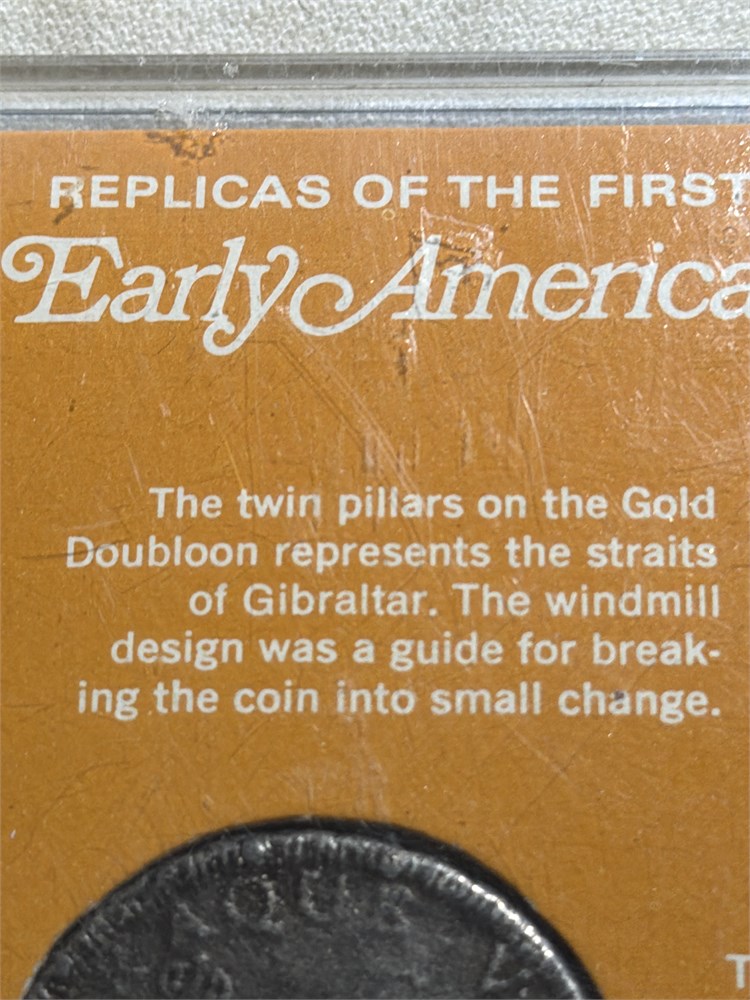 REPLICAS OF THE FIRST
Early America
The twin pillars on the Gold
Doubloon represents the straits
of Gibraltar. The windmill
design was a guide for break-
ing the coin into small change.
AQUE V
T